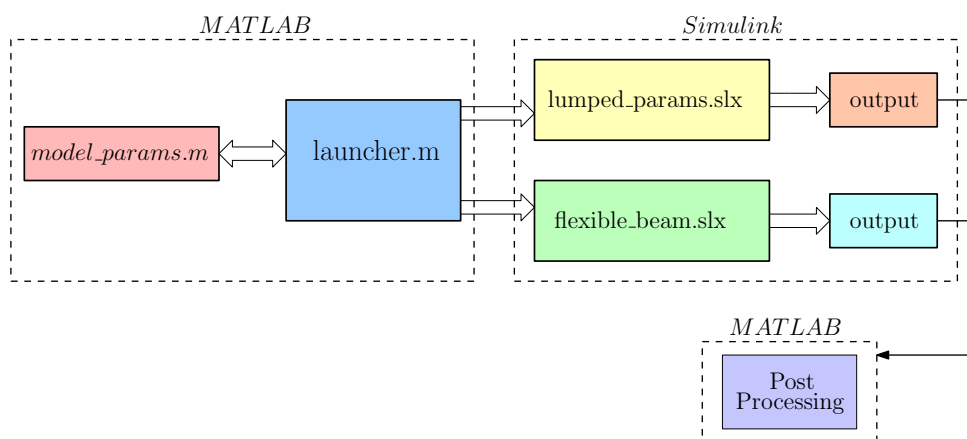 MATLAB
Simulink
model_params.m
launcher.m
lumped_params.slx
output
flexible_beam.slx
output
MATLAB
Post
Processing